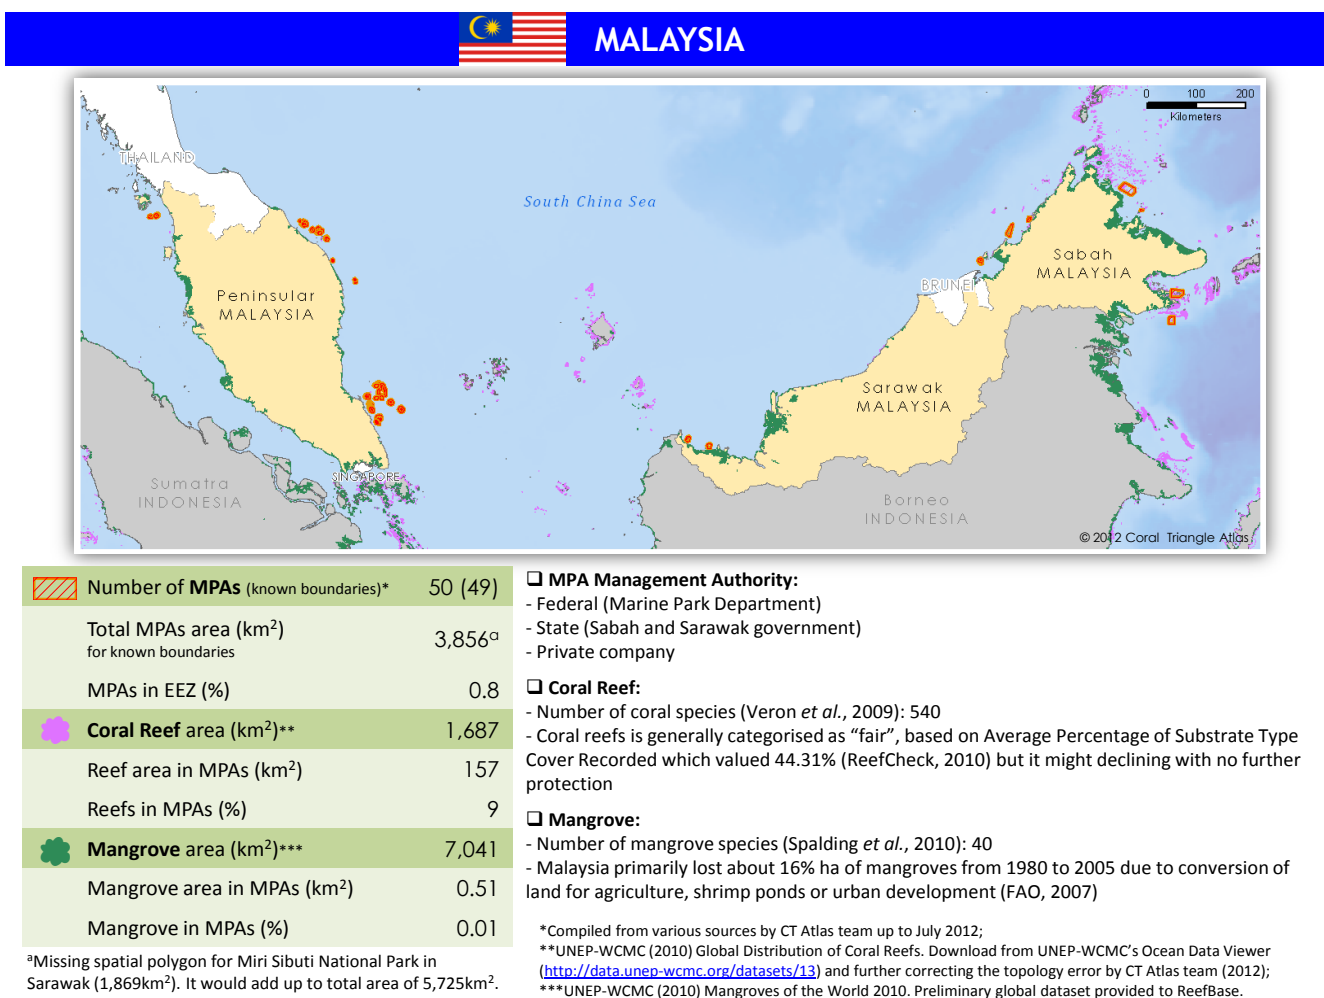 MALAYSIA
0 100 200
Kilometers
THAILAND
South China Sea
Sabah
MALAYSIA
BRUNEI
Peninsular
MALAYSIA
Sarawak
MALAYSIA
SINGAPORE
Sumatra
INDONESIA
Borneo
INDONESIA
© 2012 Coral Triangle Atlas
Number of MPAs (known boundaries)* 50 (49)
Total MPAs area (km²) 3,856ᵃ
for known boundaries
MPAs in EEZ (%) 0.8
Coral Reef area (km²)** 1,687
Reef area in MPAs (km²) 157
Reefs in MPAs (%) 9
Mangrove area (km²)*** 7,041
Mangrove area in MPAs (km²) 0.51
Mangrove in MPAs (%) 0.01
ᵃMissing spatial polygon for Miri Sibuti National Park in
Sarawak (1,869km²). It would add up to total area of 5,725km².
❑ MPA Management Authority:
- Federal (Marine Park Department)
- State (Sabah and Sarawak government)
- Private company
❑ Coral Reef:
- Number of coral species (Veron et al., 2009): 540
- Coral reefs is generally categorised as “fair”, based on Average Percentage of Substrate Type
Cover Recorded which valued 44.31% (ReefCheck, 2010) but it might declining with no further
protection
❑ Mangrove:
- Number of mangrove species (Spalding et al., 2010): 40
- Malaysia primarily lost about 16% ha of mangroves from 1980 to 2005 due to conversion of
land for agriculture, shrimp ponds or urban development (FAO, 2007)
*Compiled from various sources by CT Atlas team up to July 2012;
**UNEP-WCMC (2010) Global Distribution of Coral Reefs. Download from UNEP-WCMC’s Ocean Data Viewer
(http://data.unep-wcmc.org/datasets/13) and further correcting the topology error by CT Atlas team (2012);
***UNEP-WCMC (2010) Mangroves of the World 2010. Preliminary global dataset provided to ReefBase.